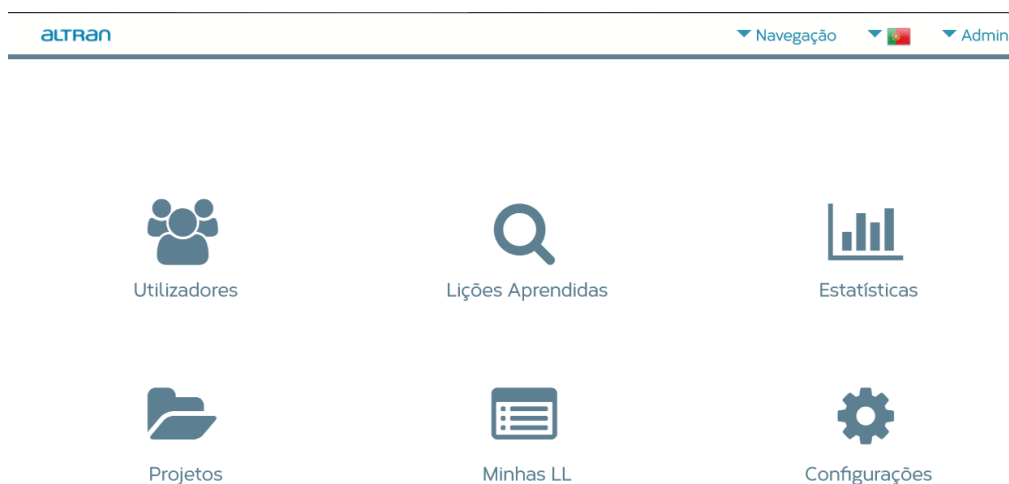 altran
Navegação
Admin
Utilizadores
Lições Aprendidas
Estatísticas
Projetos
Minhas LL
Configurações